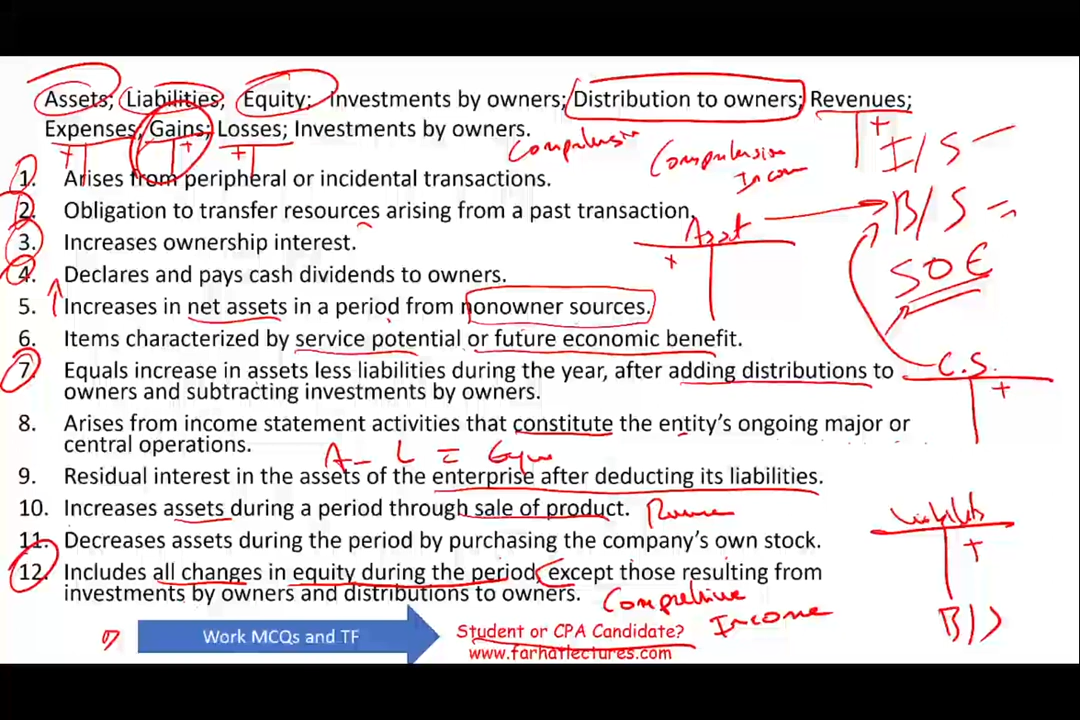 Assets; Liabilities; Equity; Investments by owners; Distribution to owners; Revenues;
Expenses; Gains; Losses; Investments by owners.
+ + + +
I/S
Comprehensive
Comprehensive
Income
1. Arises from peripheral or incidental transactions.
2. Obligation to transfer resources arising from a past transaction.
B/S
Asset
+
3. Increases ownership interest.
SOE
4. Declares and pays cash dividends to owners.
5. Increases in net assets in a period from nonowner sources.
6. Items characterized by service potential or future economic benefit.
7. Equals increase in assets less liabilities during the year, after adding distributions to
owners and subtracting investments by owners.
C.S.
+
8. Arises from income statement activities that constitute the entity's ongoing major or
central operations.
A - L = Equ
9. Residual interest in the assets of the enterprise after deducting its liabilities.
10. Increases assets during a period through sale of product.
Liability
+
11. Decreases assets during the period by purchasing the company's own stock.
12. Includes all changes in equity during the period, except those resulting from
investments by owners and distributions to owners.
Comprehensive
Income
B/S
Work MCQs and TF
Student or CPA Candidate?
www.farhatlectures.com